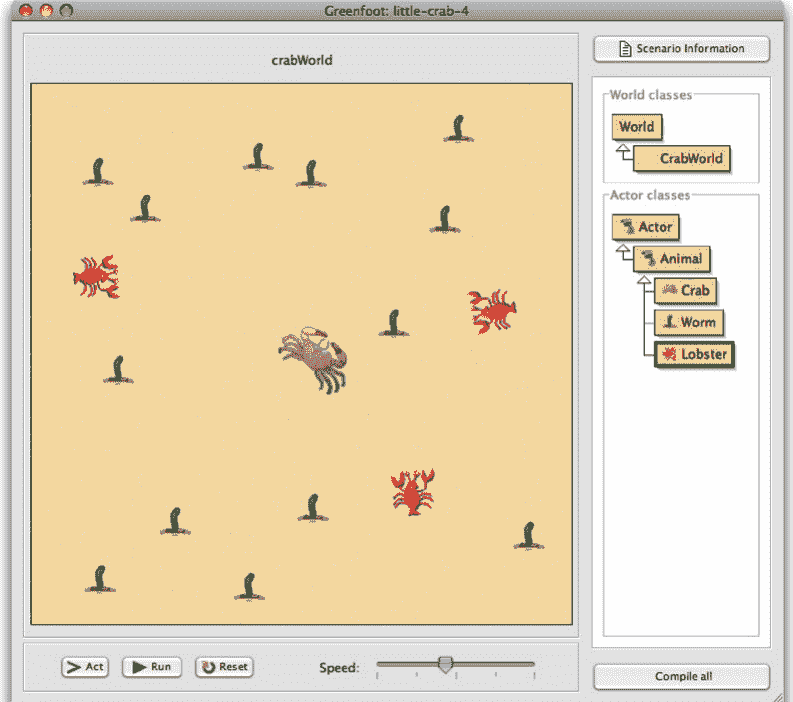 Greenfoot: little-crab-4
crabWorld
Scenario Information
World classes
World
CrabWorld
Actor classes
Actor
Animal
Crab
Worm
Lobster
Act
Run
Reset
Speed:
Compile all